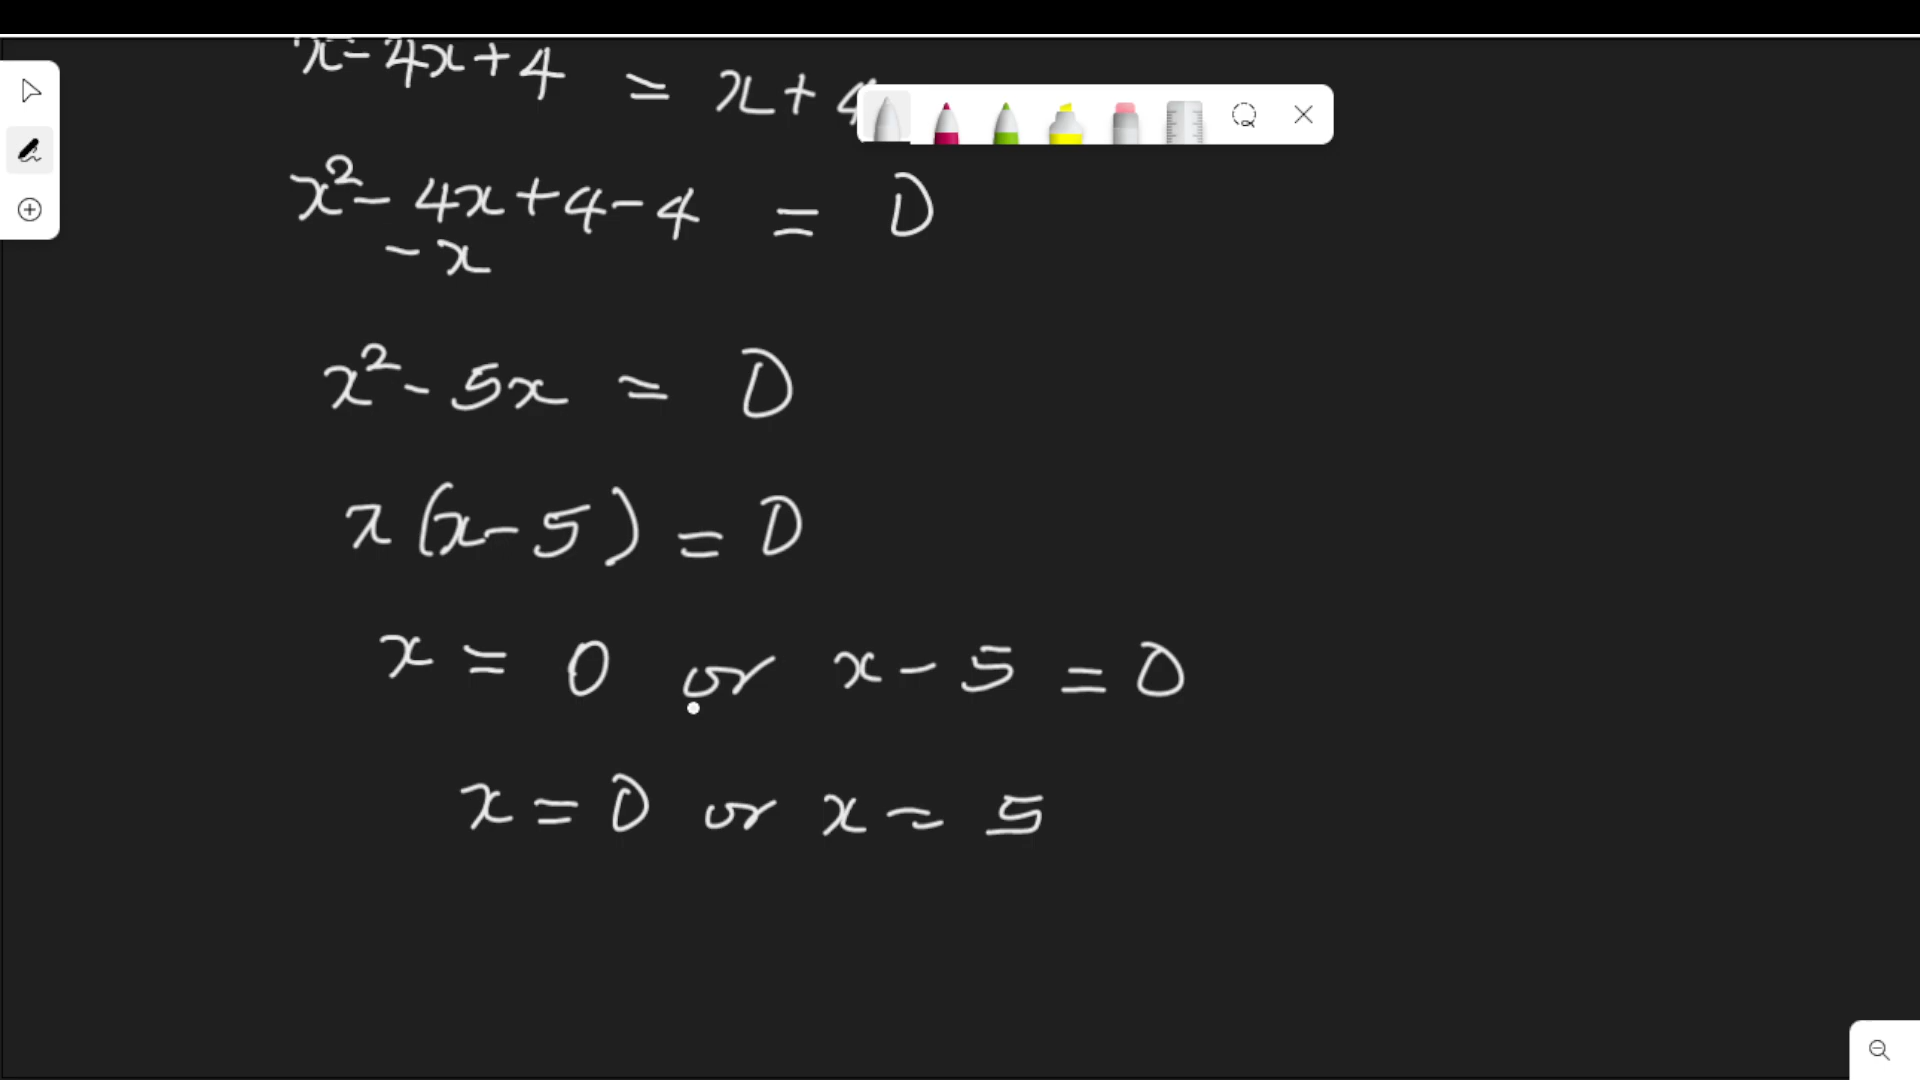 x² - 4x + 4 = x + 4
x² - 4x + 4 - 4 = 0
- x
x² - 5x = 0
x (x - 5) = 0
x = 0 or x - 5 = 0
x = 0 or x = 5